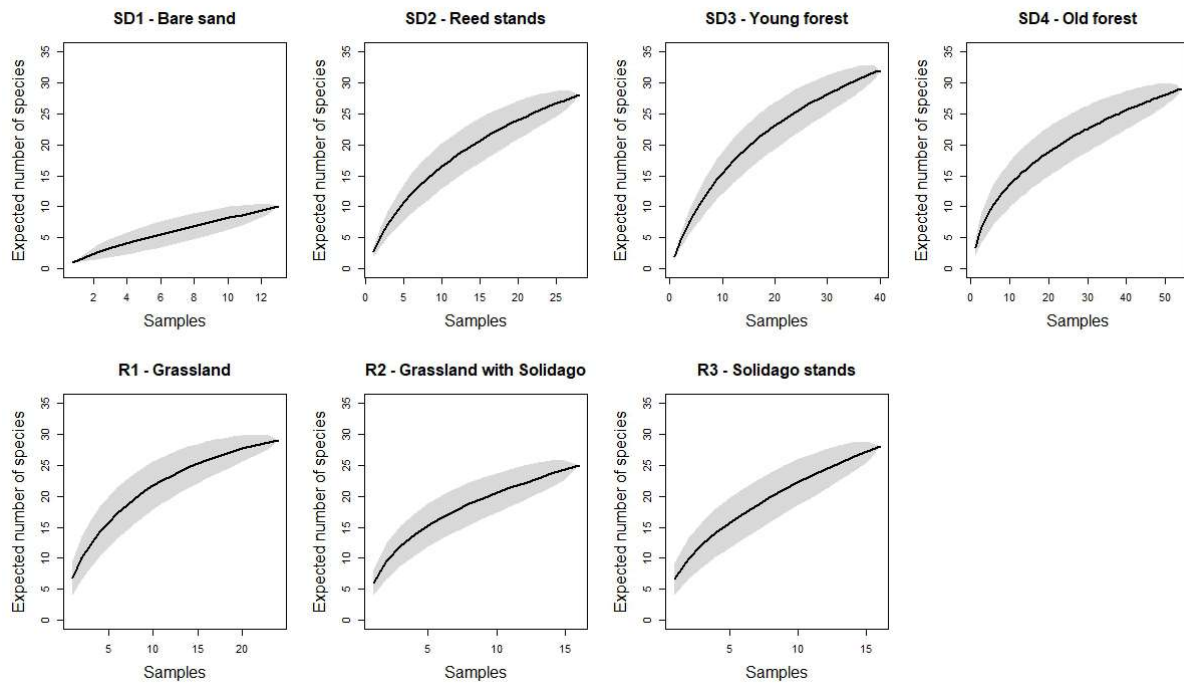 SD1 - Bare sand
SD2 - Reed stands
SD3 - Young forest
SD4 - Old forest
Expected number of species
0 5 10 15 20 25 30 35
2 4 6 8 10 12
Samples
Expected number of species
0 5 10 15 20 25 30 35
0 5 10 15 20 25
Samples
Expected number of species
0 5 10 15 20 25 30 35
0 10 20 30 40
Samples
Expected number of species
0 5 10 15 20 25 30 35
0 10 20 30 40 50
Samples
R1 - Grassland
R2 - Grassland with Solidago
R3 - Solidago stands
Expected number of species
0 5 10 15 20 25 30 35
5 10 15 20
Samples
Expected number of species
0 5 10 15 20 25 30 35
5 10 15
Samples
Expected number of species
0 5 10 15 20 25 30 35
5 10 15
Samples